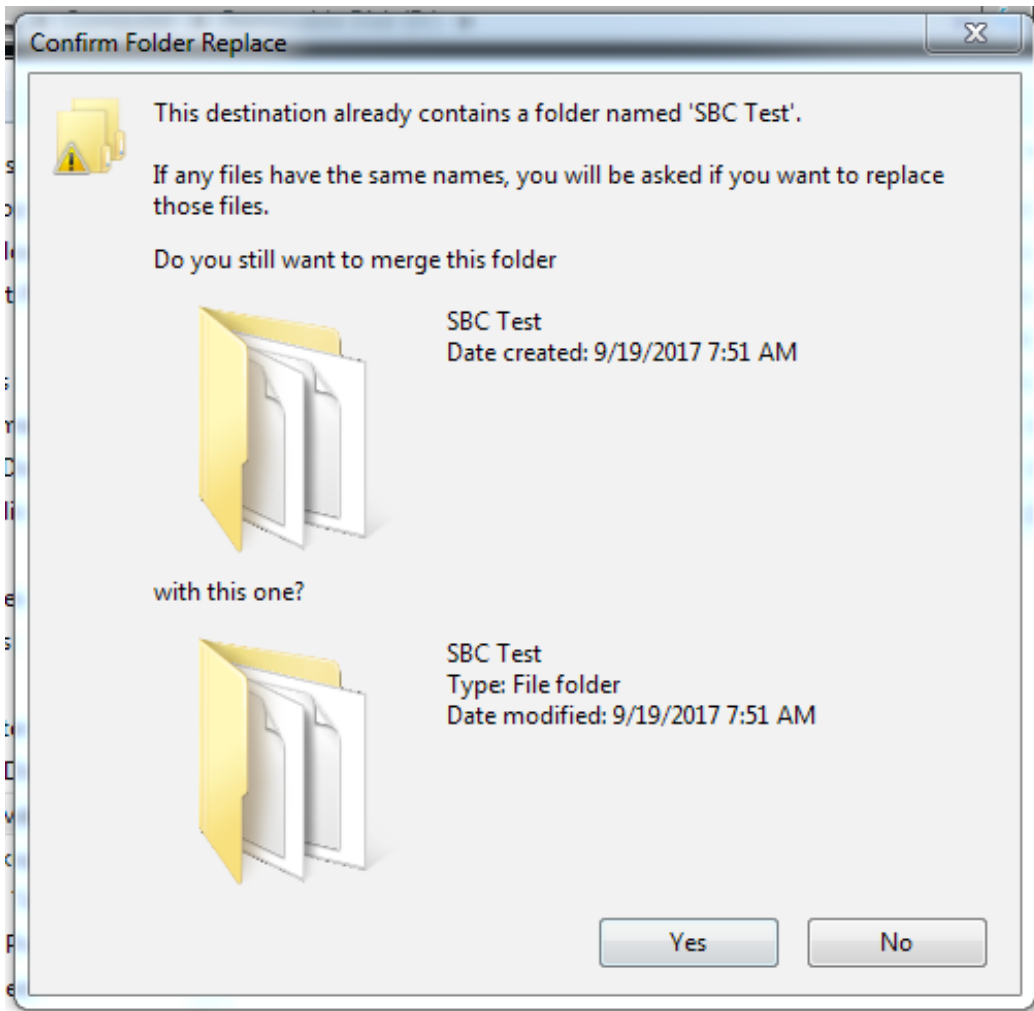 Confirm Folder Replace
This destination already contains a folder named 'SBC Test'.
If any files have the same names, you will be asked if you want to replace
those files.
Do you still want to merge this folder
SBC Test
Date created: 9/19/2017 7:51 AM
with this one?
SBC Test
Type: File folder
Date modified: 9/19/2017 7:51 AM
Yes
No